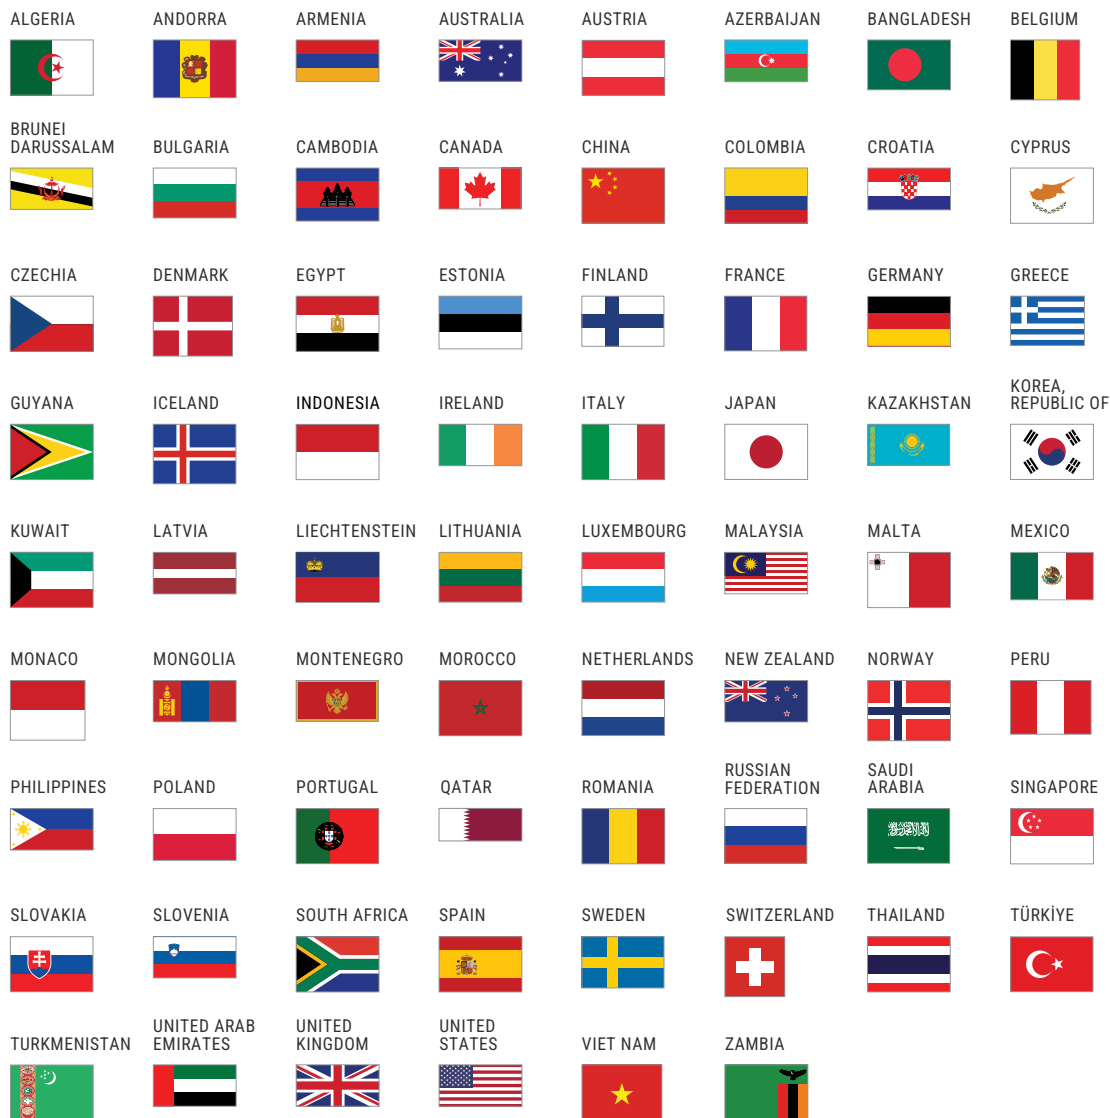 ALGERIA
ANDORRA
ARMENIA
AUSTRALIA
AUSTRIA
AZERBAIJAN
BANGLADESH
BELGIUM
BRUNEI
DARUSSALAM
BULGARIA
CAMBODIA
CANADA
CHINA
COLOMBIA
CROATIA
CYPRUS
CZECHIA
DENMARK
EGYPT
ESTONIA
FINLAND
FRANCE
GERMANY
GREECE
GUYANA
ICELAND
INDONESIA
IRELAND
ITALY
JAPAN
KAZAKHSTAN
KOREA,
REPUBLIC OF
KUWAIT
LATVIA
LIECHTENSTEIN
LITHUANIA
LUXEMBOURG
MALAYSIA
MALTA
MEXICO
MONACO
MONGOLIA
MONTENEGRO
MOROCCO
NETHERLANDS
NEW ZEALAND
NORWAY
PERU
PHILIPPINES
POLAND
PORTUGAL
QATAR
ROMANIA
RUSSIAN
FEDERATION
SAUDI
ARABIA
SINGAPORE
SLOVAKIA
SLOVENIA
SOUTH AFRICA
SPAIN
SWEDEN
SWITZERLAND
THAILAND
TÜRKİYE
TURKMENISTAN
UNITED ARAB
EMIRATES
UNITED
KINGDOM
UNITED
STATES
VIET NAM
ZAMBIA